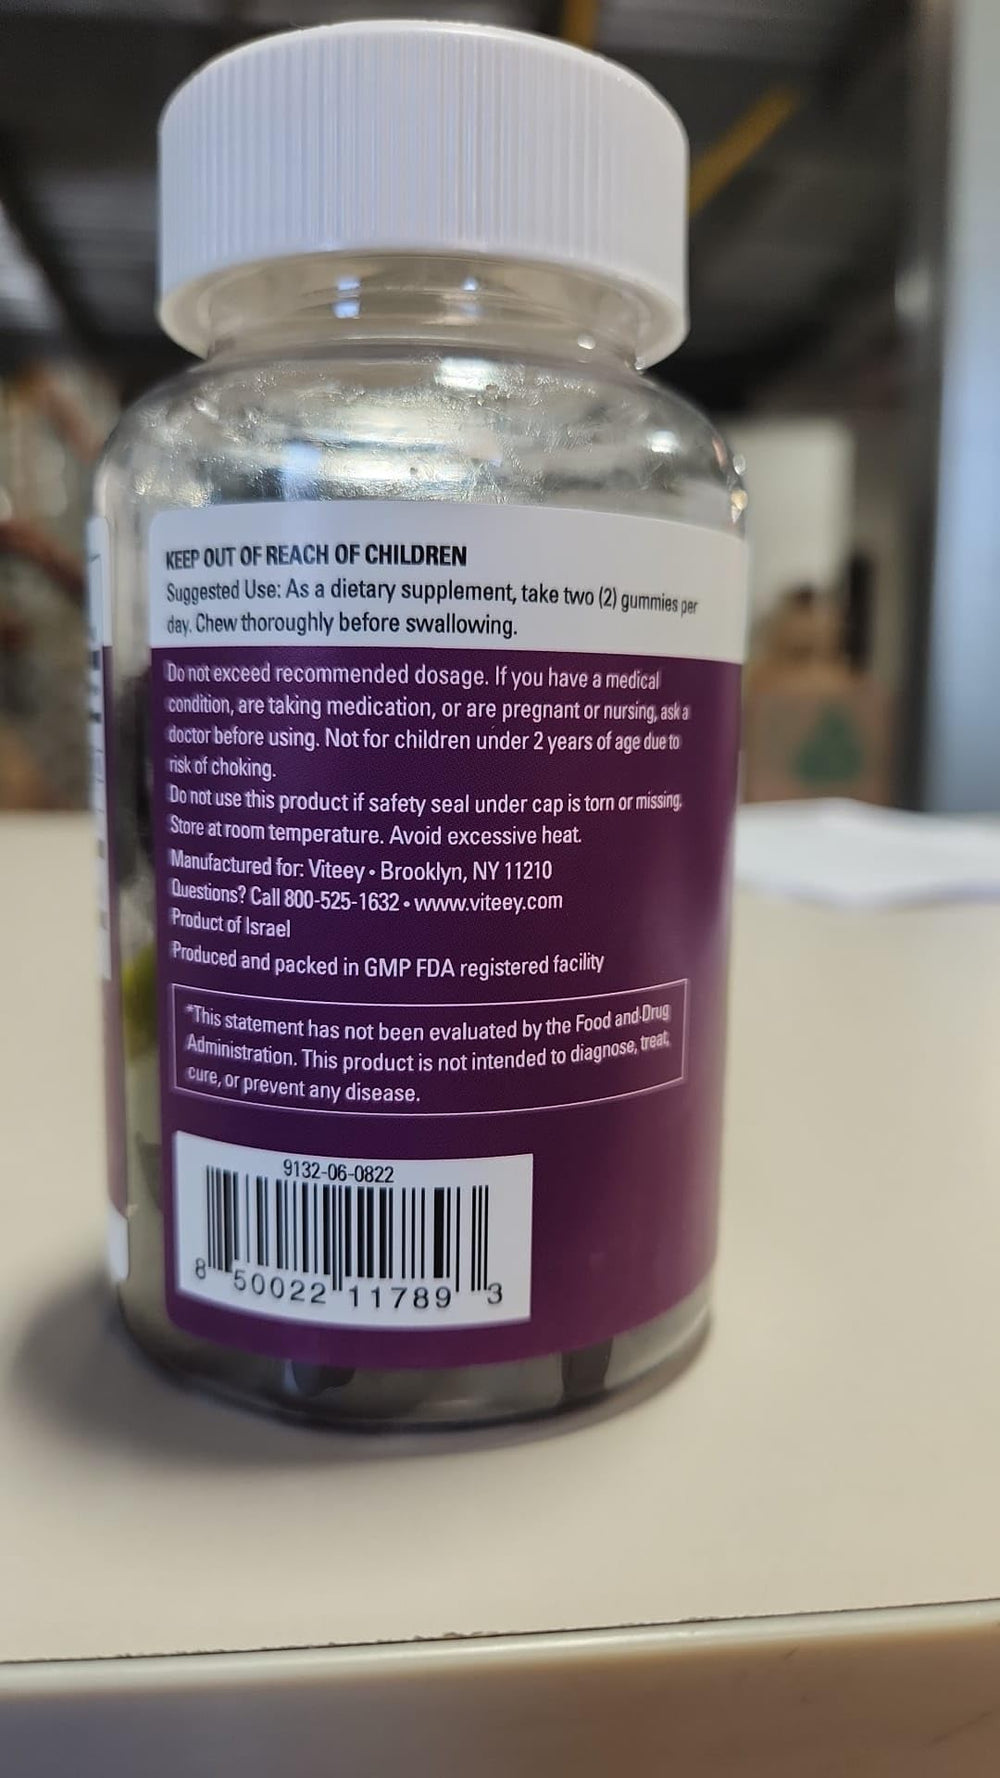 KEEP OUT OF REACH OF CHILDREN
Suggested Use: As a dietary supplement, take two (2) gummies per
day. Chew thoroughly before swallowing.
Do not exceed recommended dosage. If you have a medical
condition, are taking medication, or are pregnant or nursing, ask a
doctor before using. Not for children under 2 years of age due to
risk of choking.
Do not use this product if safety seal under cap is torn or missing.
Store at room temperature. Avoid excessive heat.
Manufactured for: Viteey • Brooklyn, NY 11210
Questions? Call 800-525-1632 • www.viteey.com
Product of Israel
Produced and packed in GMP FDA registered facility
*This statement has not been evaluated by the Food and Drug
Administration. This product is not intended to diagnose, treat,
cure, or prevent any disease.
9132-06-0822
8 50022 11789 3